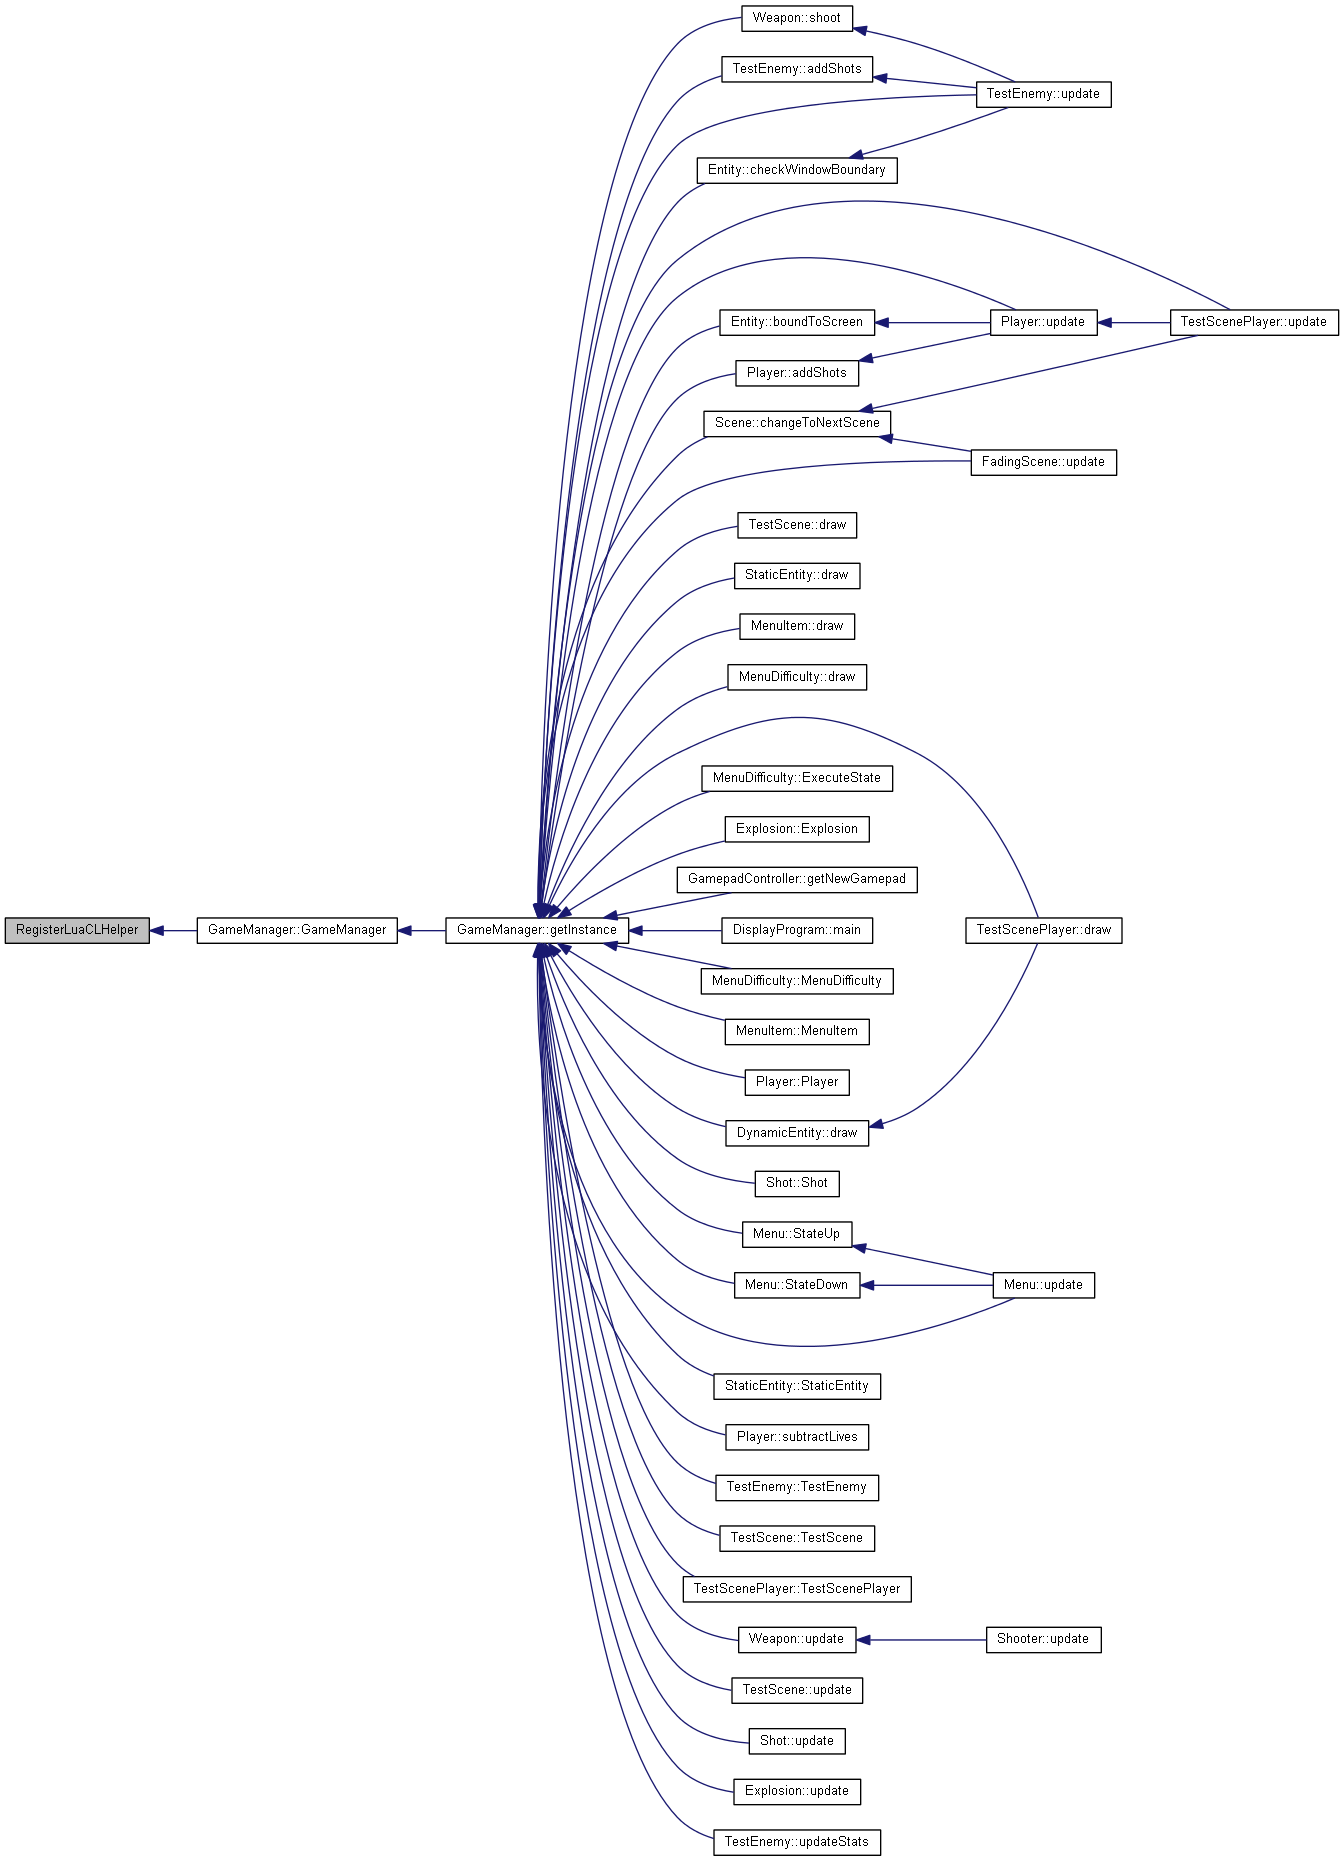 Weapon::shoot
TestEnemy::addShots
TestEnemy::update
Entity::checkWindowBoundary
Entity::boundToScreen
Player::update
TestScenePlayer::update
Player::addShots
Scene::changeToNextScene
FadingScene::update
TestScene::draw
StaticEntity::draw
MenuItem::draw
MenuDifficulty::draw
MenuDifficulty::ExecuteState
Explosion::Explosion
GamepadController::getNewGamepad
RegisterLuaCLHelper
GameManager::GameManager
GameManager::getInstance
DisplayProgram::main
TestScenePlayer::draw
MenuDifficulty::MenuDifficulty
MenuItem::MenuItem
Player::Player
DynamicEntity::draw
Shot::Shot
Menu::StateUp
Menu::StateDown
Menu::update
StaticEntity::StaticEntity
Player::subtractLives
TestEnemy::TestEnemy
TestScene::TestScene
TestScenePlayer::TestScenePlayer
Weapon::update
Shooter::update
TestScene::update
Shot::update
Explosion::update
TestEnemy::updateStats